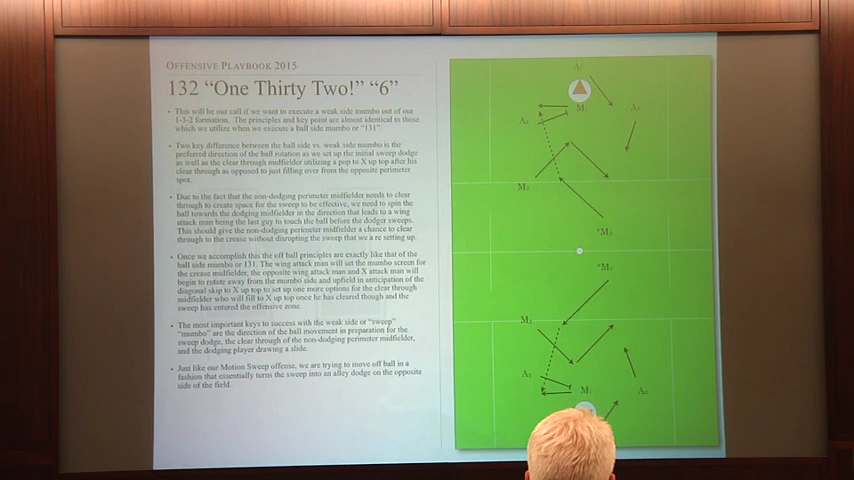 OFFENSIVE PLAYBOOK 2015
132 “One Thirty Two!” “6”
• This will be our call if we want to execute a weak side mumbo out of our
1-3-2 formation. The principles and key point are almost identical to those
which we utilize when we execute a ball side mumbo or “131”.
• Two key difference between the ball side vs. weak side mumbo is the
preferred direction of the ball rotation as we set up the initial sweep dodge
as well as the clear through midfielder utilizing a pop to X up top after his
clear through as opposed to just filling over from the opposite perimeter
spot.
• Due to the fact that the non-dodging perimeter midfielder needs to clear
through to create space for the sweep to be effective, we need to spin the
ball towards the dodging midfielder in the direction that leads to a wing
attack man being the last guy to touch the ball before the dodger sweeps.
This should give the non-dodging perimeter midfielder a chance to clear
through to the crease without disrupting the sweep that we a re setting up.
• Once we accomplish this the off ball principles are exactly like that of the
ball side mumbo or 131. The wing attack man will set the mumbo screen for
the crease midfielder, the opposite wing attack man and X attack man will
begin to rotate away from the mumbo side and upfield in anticipation of the
diagonal skip to X up top to set up one more options for the clear through
midfielder who will fill to X up top once he has cleared though and the
sweep has entered the offensive zone.
• The most important keys to success with the weak side or “sweep”
“mumbo” are the direction of the ball movement in preparation for the
sweep dodge, the clear through of the non-dodging perimeter midfielder,
and the dodging player drawing a slide.
• Just like our Motion Sweep offense, we are trying to move off ball in a
fashion that essentially turns the sweep into an alley dodge on the opposite
side of the field.